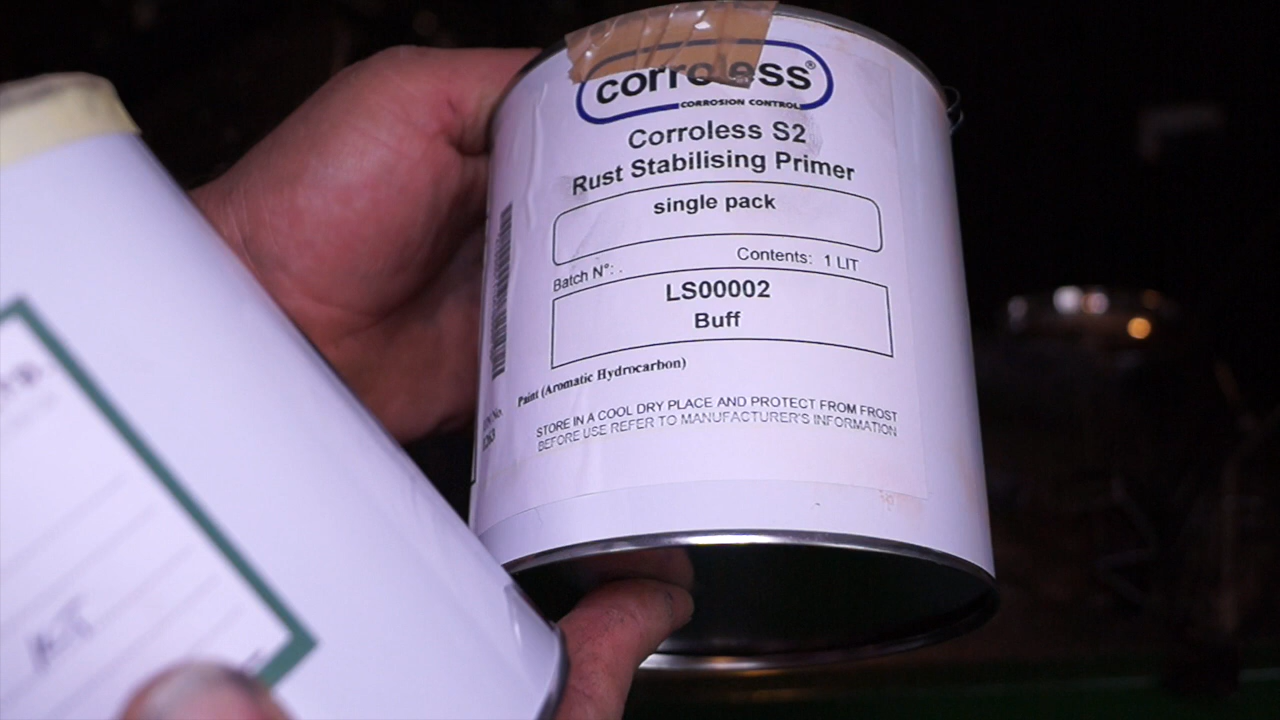 corroless®
CORROSION CONTROL
Corroless S2
Rust Stabilising Primer
single pack
Contents: 1 LIT
Batch N°: .
LS00002
Buff
Paint (Aromatic Hydrocarbon)
STORE IN A COOL DRY PLACE AND PROTECT FROM FROST
BEFORE USE REFER TO MANUFACTURER'S INFORMATION
1263